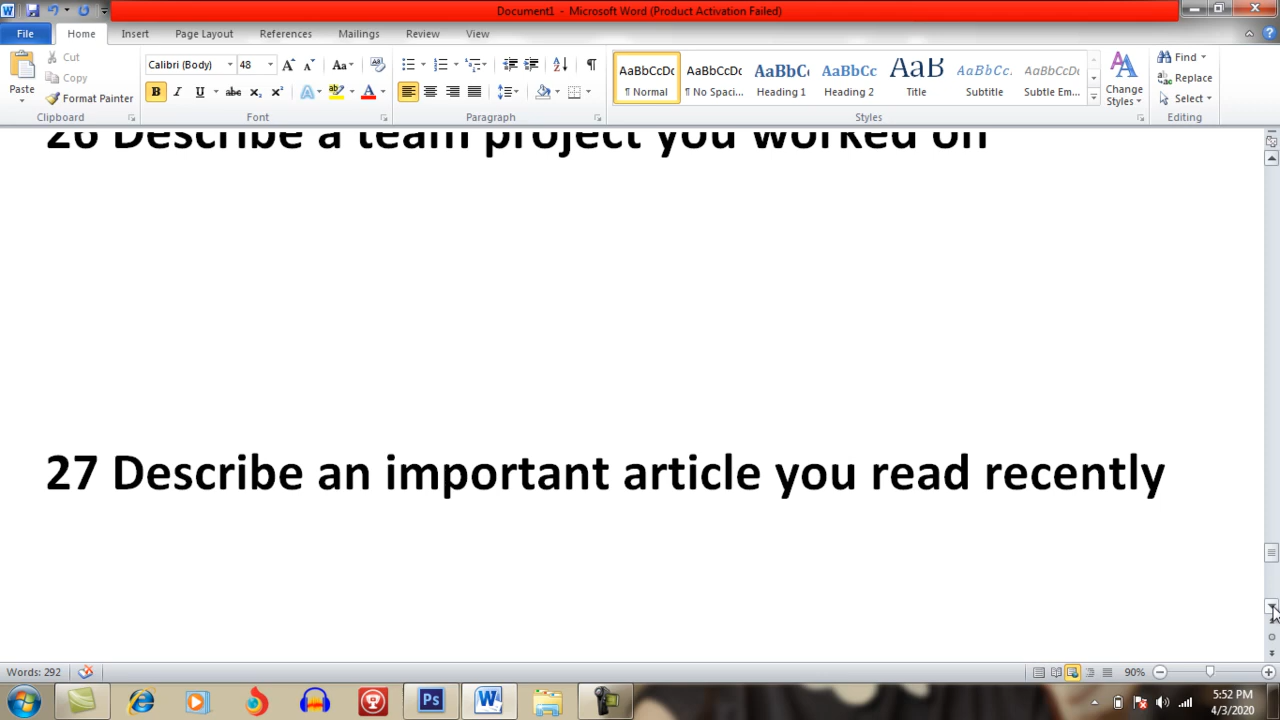 Document1 - Microsoft Word (Product Activation Failed)
File Home Insert Page Layout References Mailings Review View
Paste
Cut
Copy
Format Painter
Clipboard
Calibri (Body) 48
Font
Paragraph
AaBbCcDc AaBbCcDc AaBbCc AaBbCc AaB AaBbCc. AaBbCcDc
¶ Normal ¶ No Spaci... Heading 1 Heading 2 Title Subtitle Subtle Em...
Change
Styles
Styles
Find
Replace
Select
Editing
26 Describe a team project you worked on
27 Describe an important article you read recently
Words: 292
90%
5:52 PM
4/3/2020